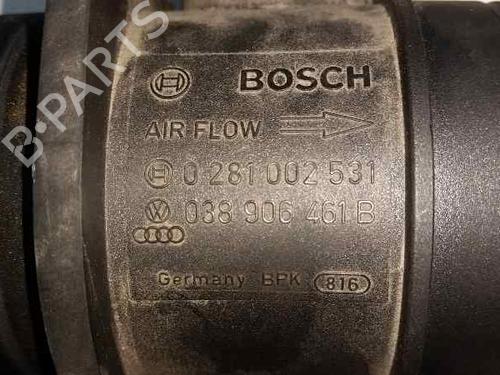 BOSCH
AIR FLOW
0 281 002 531
038 906 461 B
Germany BPK 816
B-PARTS